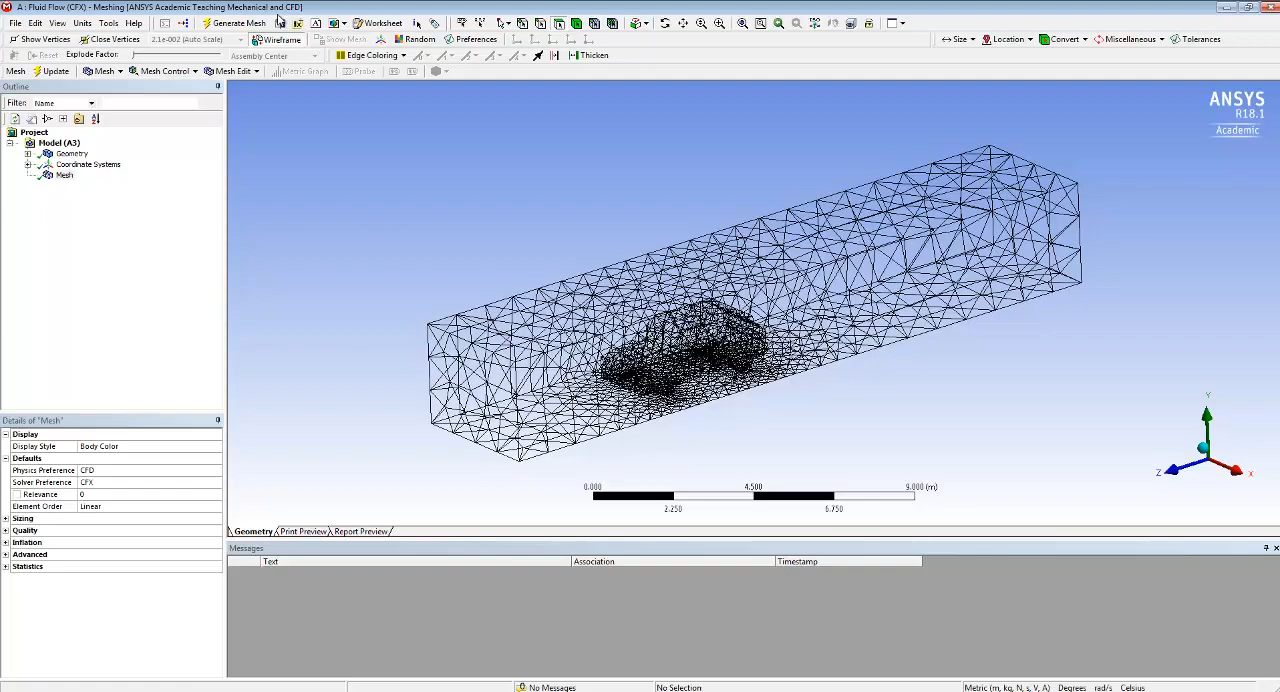 A : Fluid Flow (CFX) - Meshing [ANSYS Academic Teaching Mechanical and CFD]
File Edit View Units Tools Help Generate Mesh A Worksheet
Show Vertices Close Vertices 2.1e-002 (Auto Scale) Wireframe Show Mesh Random Preferences Size Location Convert Miscellaneous Tolerances
Reset Explode Factor: Assembly Center Edge Coloring Thicken
Mesh Update Mesh Mesh Control Mesh Edit Metric Graph Probe
Outline
Filter: Name
Project
Model (A3)
Geometry
Coordinate Systems
Mesh
ANSYS
R18.1
Academic
Details of "Mesh"
Display
Display Style Body Color
Defaults
Physics Preference CFD
Solver Preference CFX
Relevance 0
Element Order Linear
Sizing
Quality
Inflation
Advanced
Statistics
Y
Z
X
0.000 4.500 9.000 (m)
2.250 6.750
Geometry Print Preview Report Preview
Messages
Text Association Timestamp
No Messages No Selection Metric (m, kg, N, s, V, A) Degrees rad/s Celsius